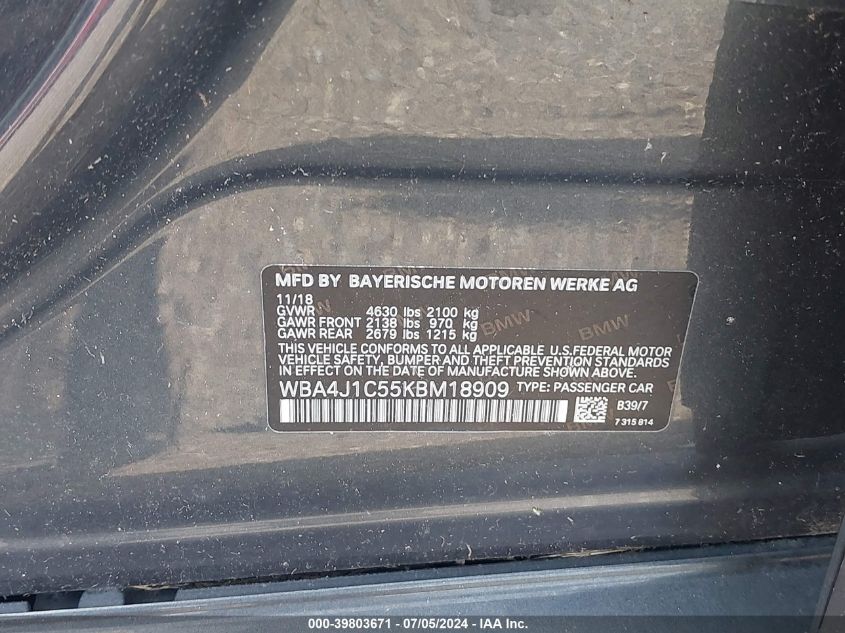 MFD BY BAYERISCHE MOTOREN WERKE AG
11/18
GVWR 4630 lbs 2100 kg
GAWR FRONT 2138 lbs 970 kg
GAWR REAR 2679 lbs 1215 kg
THIS VEHICLE CONFORMS TO ALL APPLICABLE U.S.FEDERAL MOTOR
VEHICLE SAFETY, BUMPER AND THEFT PREVENTION STANDARDS
IN EFFECT ON THE DATE OF MANUFACTURE SHOWN ABOVE.
WBA4J1C55KBM18909 TYPE: PASSENGER CAR
B39/7
7 315 814
BMW
BMW
000-39803671 - 07/05/2024 - IAA, Inc.